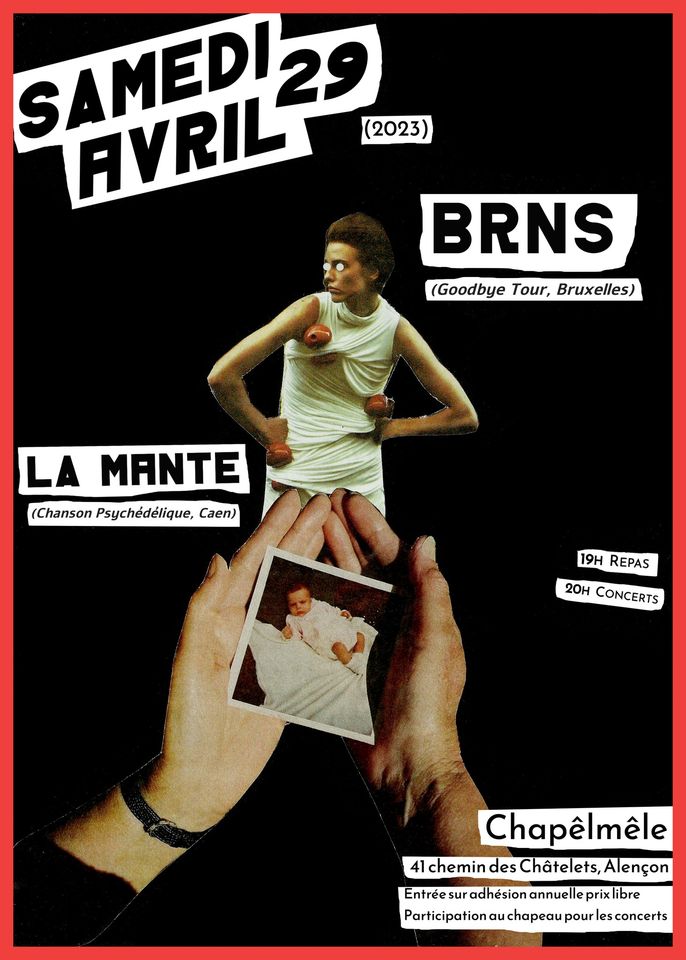 SAMEDI 29
AVRIL
(2023)
BRNS
(Goodbye Tour, Bruxelles)
LA MANTE
(Chanson Psychédélique, Caen)
19H REPAS
20H CONCERTS
Chapêlmêle
41 chemin des Châtelets, Alençon
Entrée sur adhésion annuelle prix libre
Participation au chapeau pour les concerts